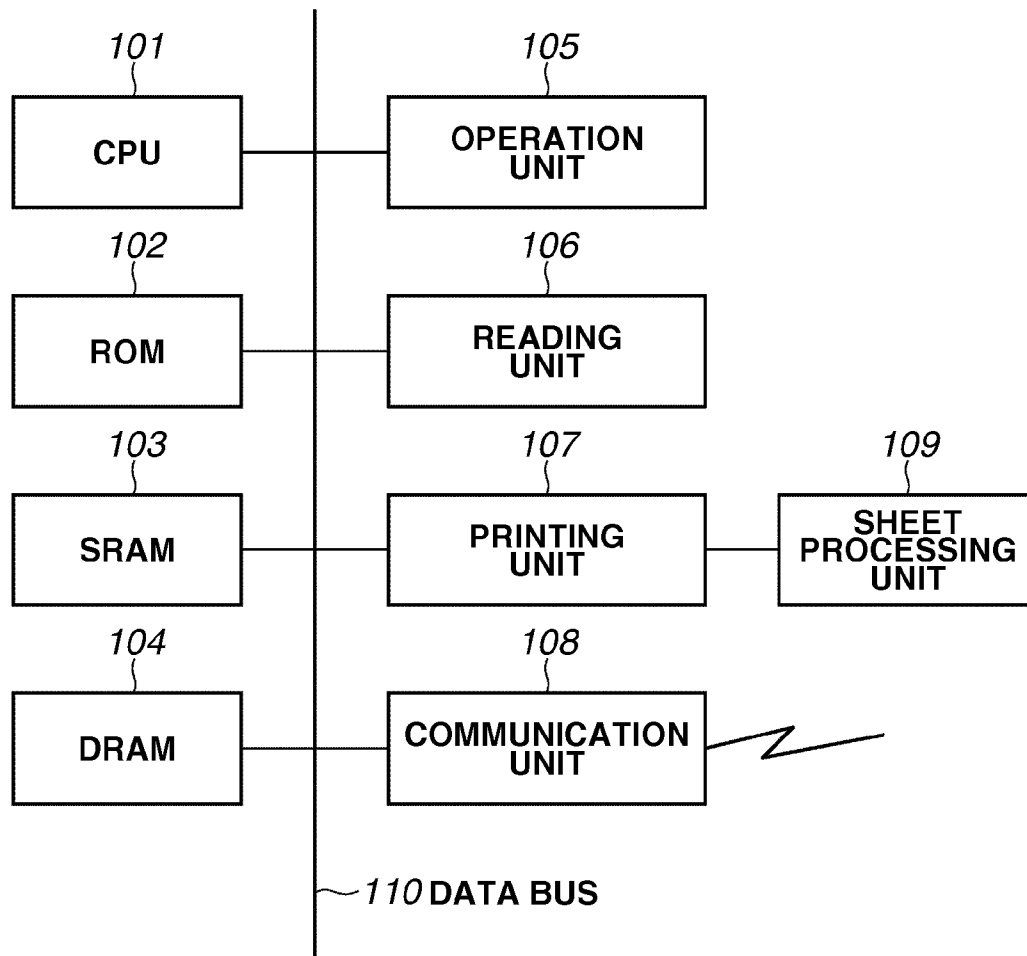 101
CPU
105
OPERATION
UNIT
102
ROM
106
READING
UNIT
103
SRAM
107
PRINTING
UNIT
109
SHEET
PROCESSING
UNIT
104
DRAM
108
COMMUNICATION
UNIT
110 DATA BUS